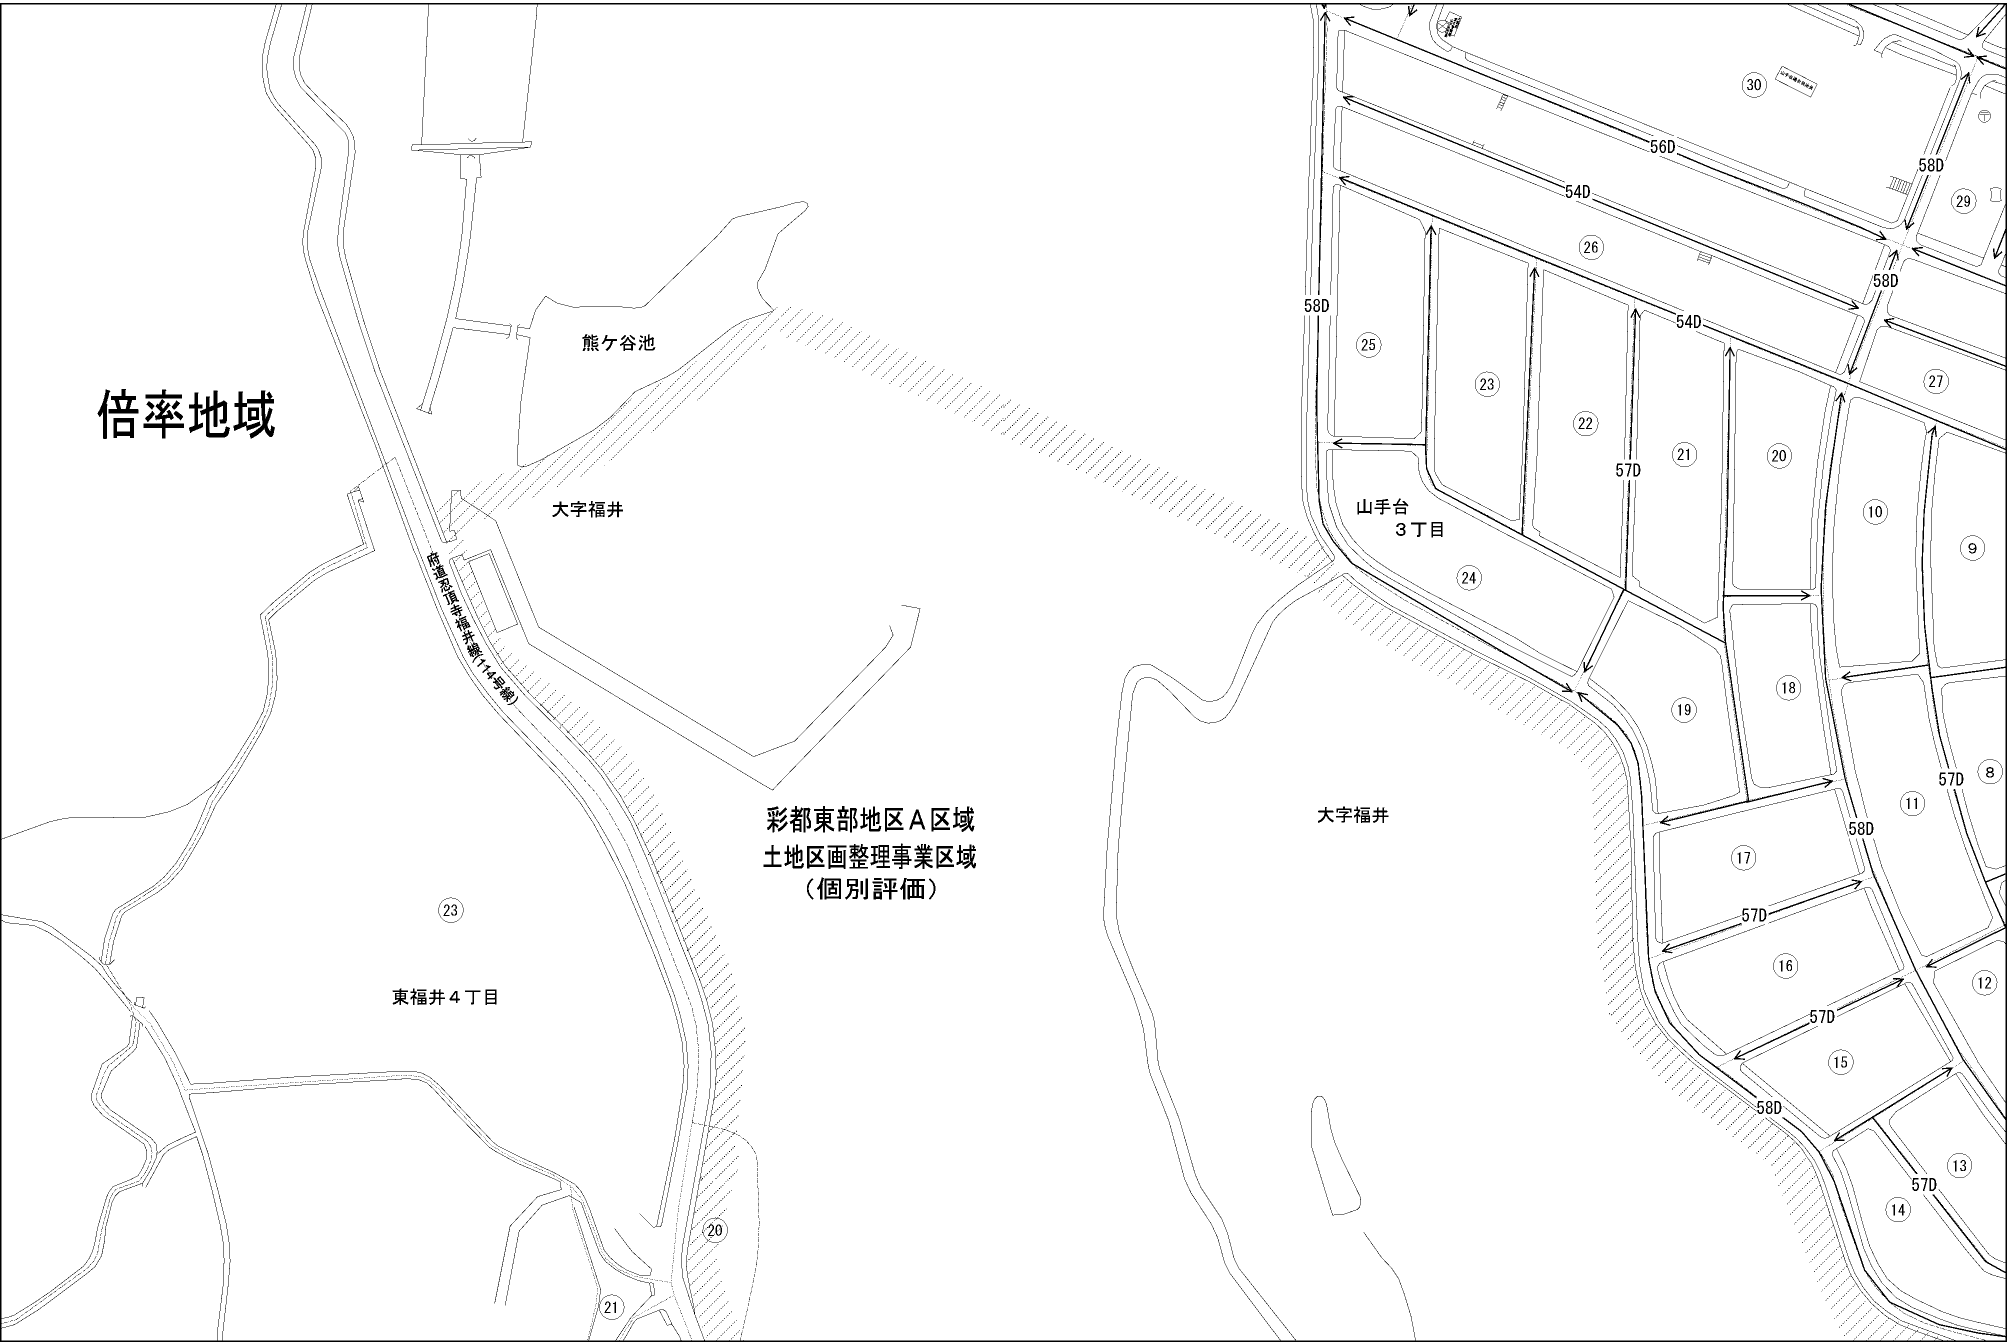 30
56D
58D
29
54D
26
58D
58D
54D
熊ケ谷池
25
23
27
倍率地域
22
21
20
57D
大字福井
山手台
3丁目
10
9
24
府道忍頂寺福井線(114号線)
18
19
8
57D
11
大字福井
彩都東部地区A区域
土地区画整理事業区域
(個別評価)
58D
17
23
57D
16
12
東福井4丁目
57D
15
58D
13
57D
14
20
21